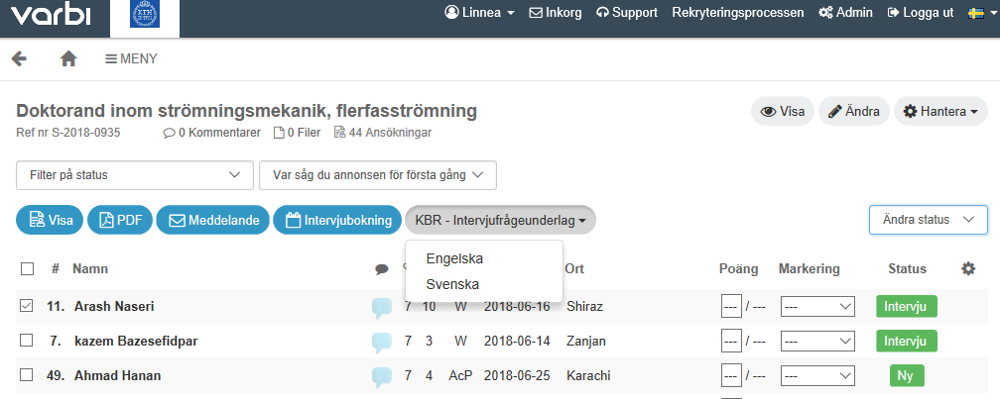 varbi KTH Linnea Inkorg Support Rekryteringsprocessen Admin Logga ut
MENY
Doktorand inom strömningsmekanik, flerfasströmning
Visa Ändra Hantera
Ref nr S-2018-0935 0 Kommentarer 0 Filer 44 Ansökningar
Filter på status Var såg du annonsen för första gång
Visa PDF Meddelande Intervjubokning KBR - Intervjufrågeunderlag Ändra status
Engelska
Svenska
# Namn Ort Poäng Markering Status
11. Arash Naseri 7 10 W 2018-06-16 Shiraz --- / --- --- Intervju
7. kazem Bazesefidpar 7 3 W 2018-06-14 Zanjan --- / --- --- Intervju
49. Ahmad Hanan 7 4 AcP 2018-06-25 Karachi --- / --- --- Ny